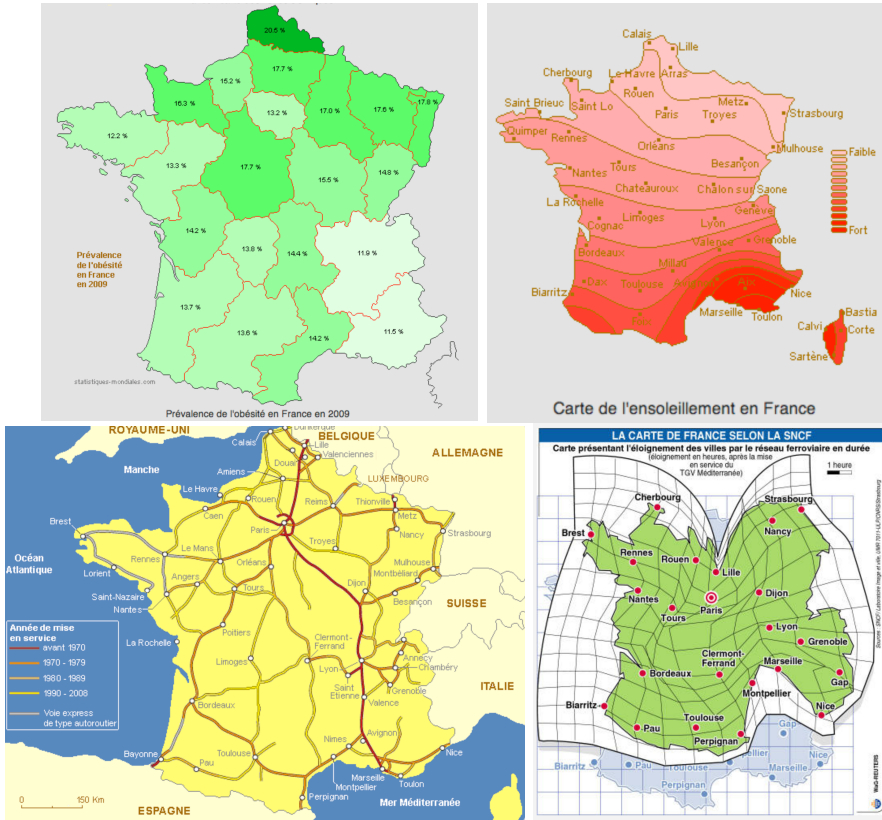 20.5 %
17.7 %
15.2 %
16.3 %
17.0 %
17.6 %
17.8 %
13.2 %
12.2 %
13.3 %
17.7 %
15.5 %
14.8 %
14.2 %
13.8 %
14.4 %
11.9 %
13.7 %
13.6 %
14.2 %
11.5 %
Prévalence
de l'obésité
en France
en 2009
statistiques-mondiales.com
Prévalence de l'obésité en France en 2009
Calais
Lille
Cherbourg
Le Havre
Arras
Rouen
Saint Brieuc
Saint Lo
Paris
Metz
Troyes
Strasbourg
Quimper
Rennes
Orléans
Mulhouse
Besançon
Nantes
Tours
Chateauroux
Chalon sur Saone
La Rochelle
Cognac
Limoges
Genève
Lyon
Grenoble
Bordeaux
Valence
Millau
Biarritz
Dax
Toulouse
Aix
Nice
Marseille
Toulon
Bastia
Calvi
Corte
Sartène
Faible
Fort
Carte de l'ensoleillement en France
ROYAUME-UNI
BELGIQUE
ALLEMAGNE
LUXEMBOURG
SUISSE
ITALIE
ESPAGNE
Manche
Océan
Atlantique
Mer Méditerranée
Dunkerque
Calais
Lille
Douai
Valenciennes
Amiens
Le Havre
Rouen
Caen
Reims
Thionville
Metz
Paris
Nancy
Strasbourg
Brest
Le Mans
Rennes
Orléans
Troyes
Lorient
Mulhouse
Montbéliard
Angers
Tours
Dijon
Besançon
Saint-Nazaire
Nantes
Poitiers
La Rochelle
Limoges
Clermont-
Ferrand
Annecy
Chambéry
Lyon
Saint
Etienne
Grenoble
Valence
Bordeaux
Avignon
Nimes
Nice
Bayonne
Toulouse
Pau
Montpellier
Marseille
Toulon
Perpignan
Année de mise
en service
avant 1970
1970 - 1979
1980 - 1989
1990 - 2008
Voie express
de type autoroutier
0
150 Km
LA CARTE DE FRANCE SELON LA SNCF
Carte présentant l'éloignement des villes par le réseau ferroviaire en durée
(éloignement en heures, après la mise
en service du
TGV Méditerranée)
1 heure
Cherbourg
Strasbourg
Brest
Nancy
Rennes
Rouen
Lille
Nantes
Paris
Dijon
Tours
Lyon
Grenoble
Clermont-
Ferrand
Marseille
Bordeaux
Gap
Montpellier
Biarritz
Nice
Pau
Toulouse
Perpignan
Gap
Biarritz
Pau
Toulouse
pellier
Nice
Marseille
Perpignan
WaG-REUTERS